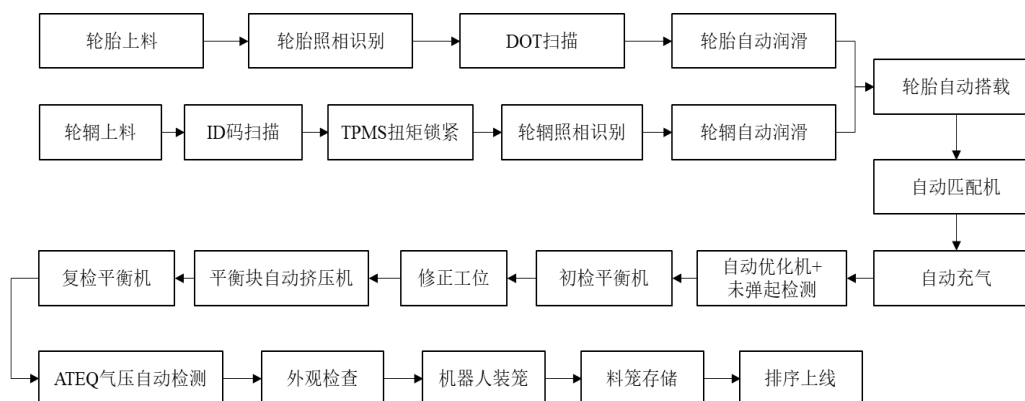 轮胎上料
轮胎照相识别
DOT扫描
轮胎自动润滑
轮胎自动搭载
轮辋上料
ID码扫描
TPMS扭矩锁紧
轮辋照相识别
轮辋自动润滑
自动匹配机
复检平衡机
平衡块自动挤压机
修正工位
初检平衡机
自动优化机+
未弹起检测
自动充气
ATEQ气压自动检测
外观检查
机器人装笼
料笼存储
排序上线